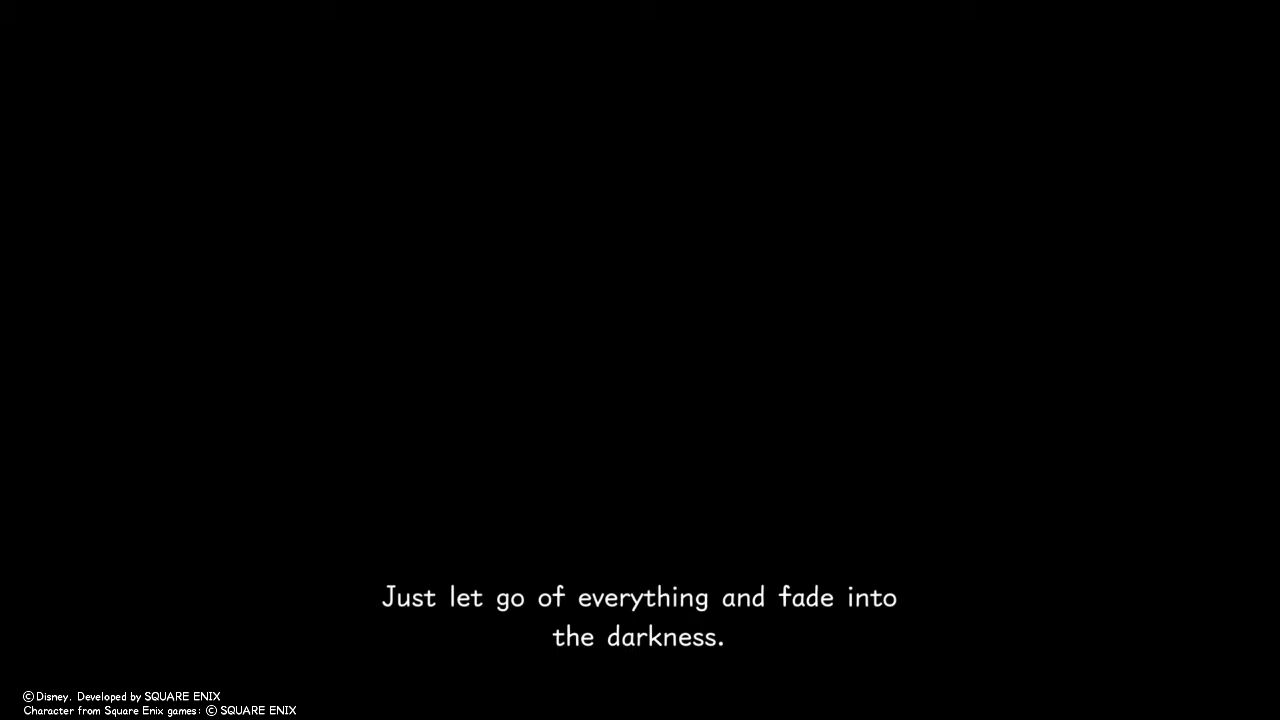 Just let go of everything and fade into
the darkness.
©Disney. Developed by SQUARE ENIX
Character from Square Enix games: © SQUARE ENIX